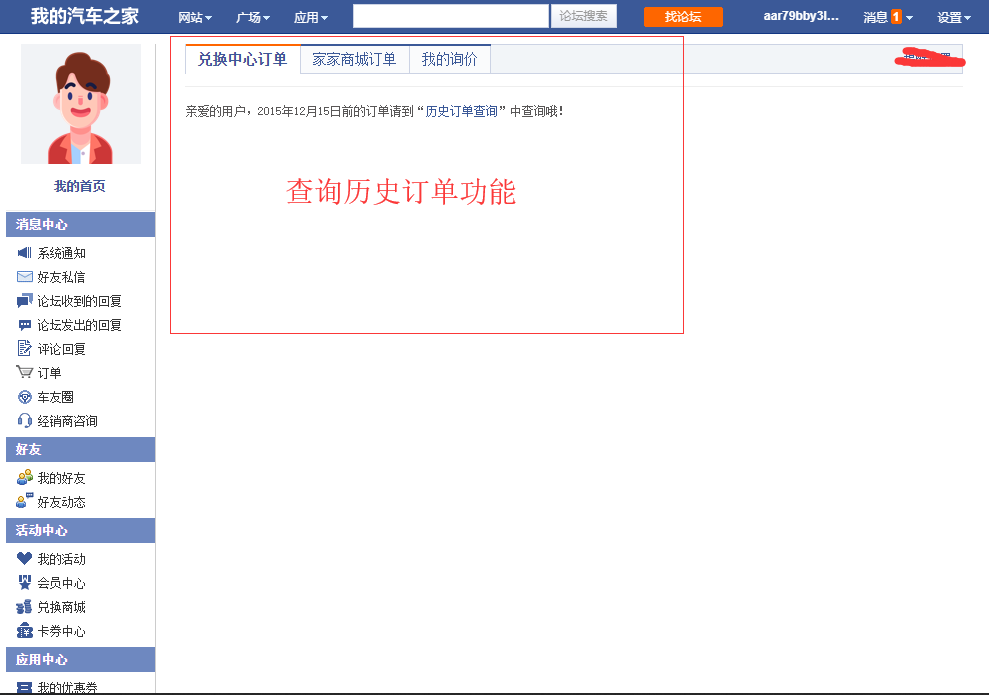 我的汽车之家 网站 广场 应用 论坛搜索 找论坛 aar79bby3l... 消息 1 设置
兑换中心订单 家家商城订单 我的询价
亲爱的用户，2015年12月15日前的订单请到“历史订单查询”中查询哦！
查询历史订单功能
我的首页
消息中心
系统通知
好友私信
论坛收到的回复
论坛发出的回复
评论回复
订单
车友圈
经销商咨询
好友
我的好友
好友动态
活动中心
我的活动
会员中心
兑换商城
卡券中心
应用中心
我的优惠券